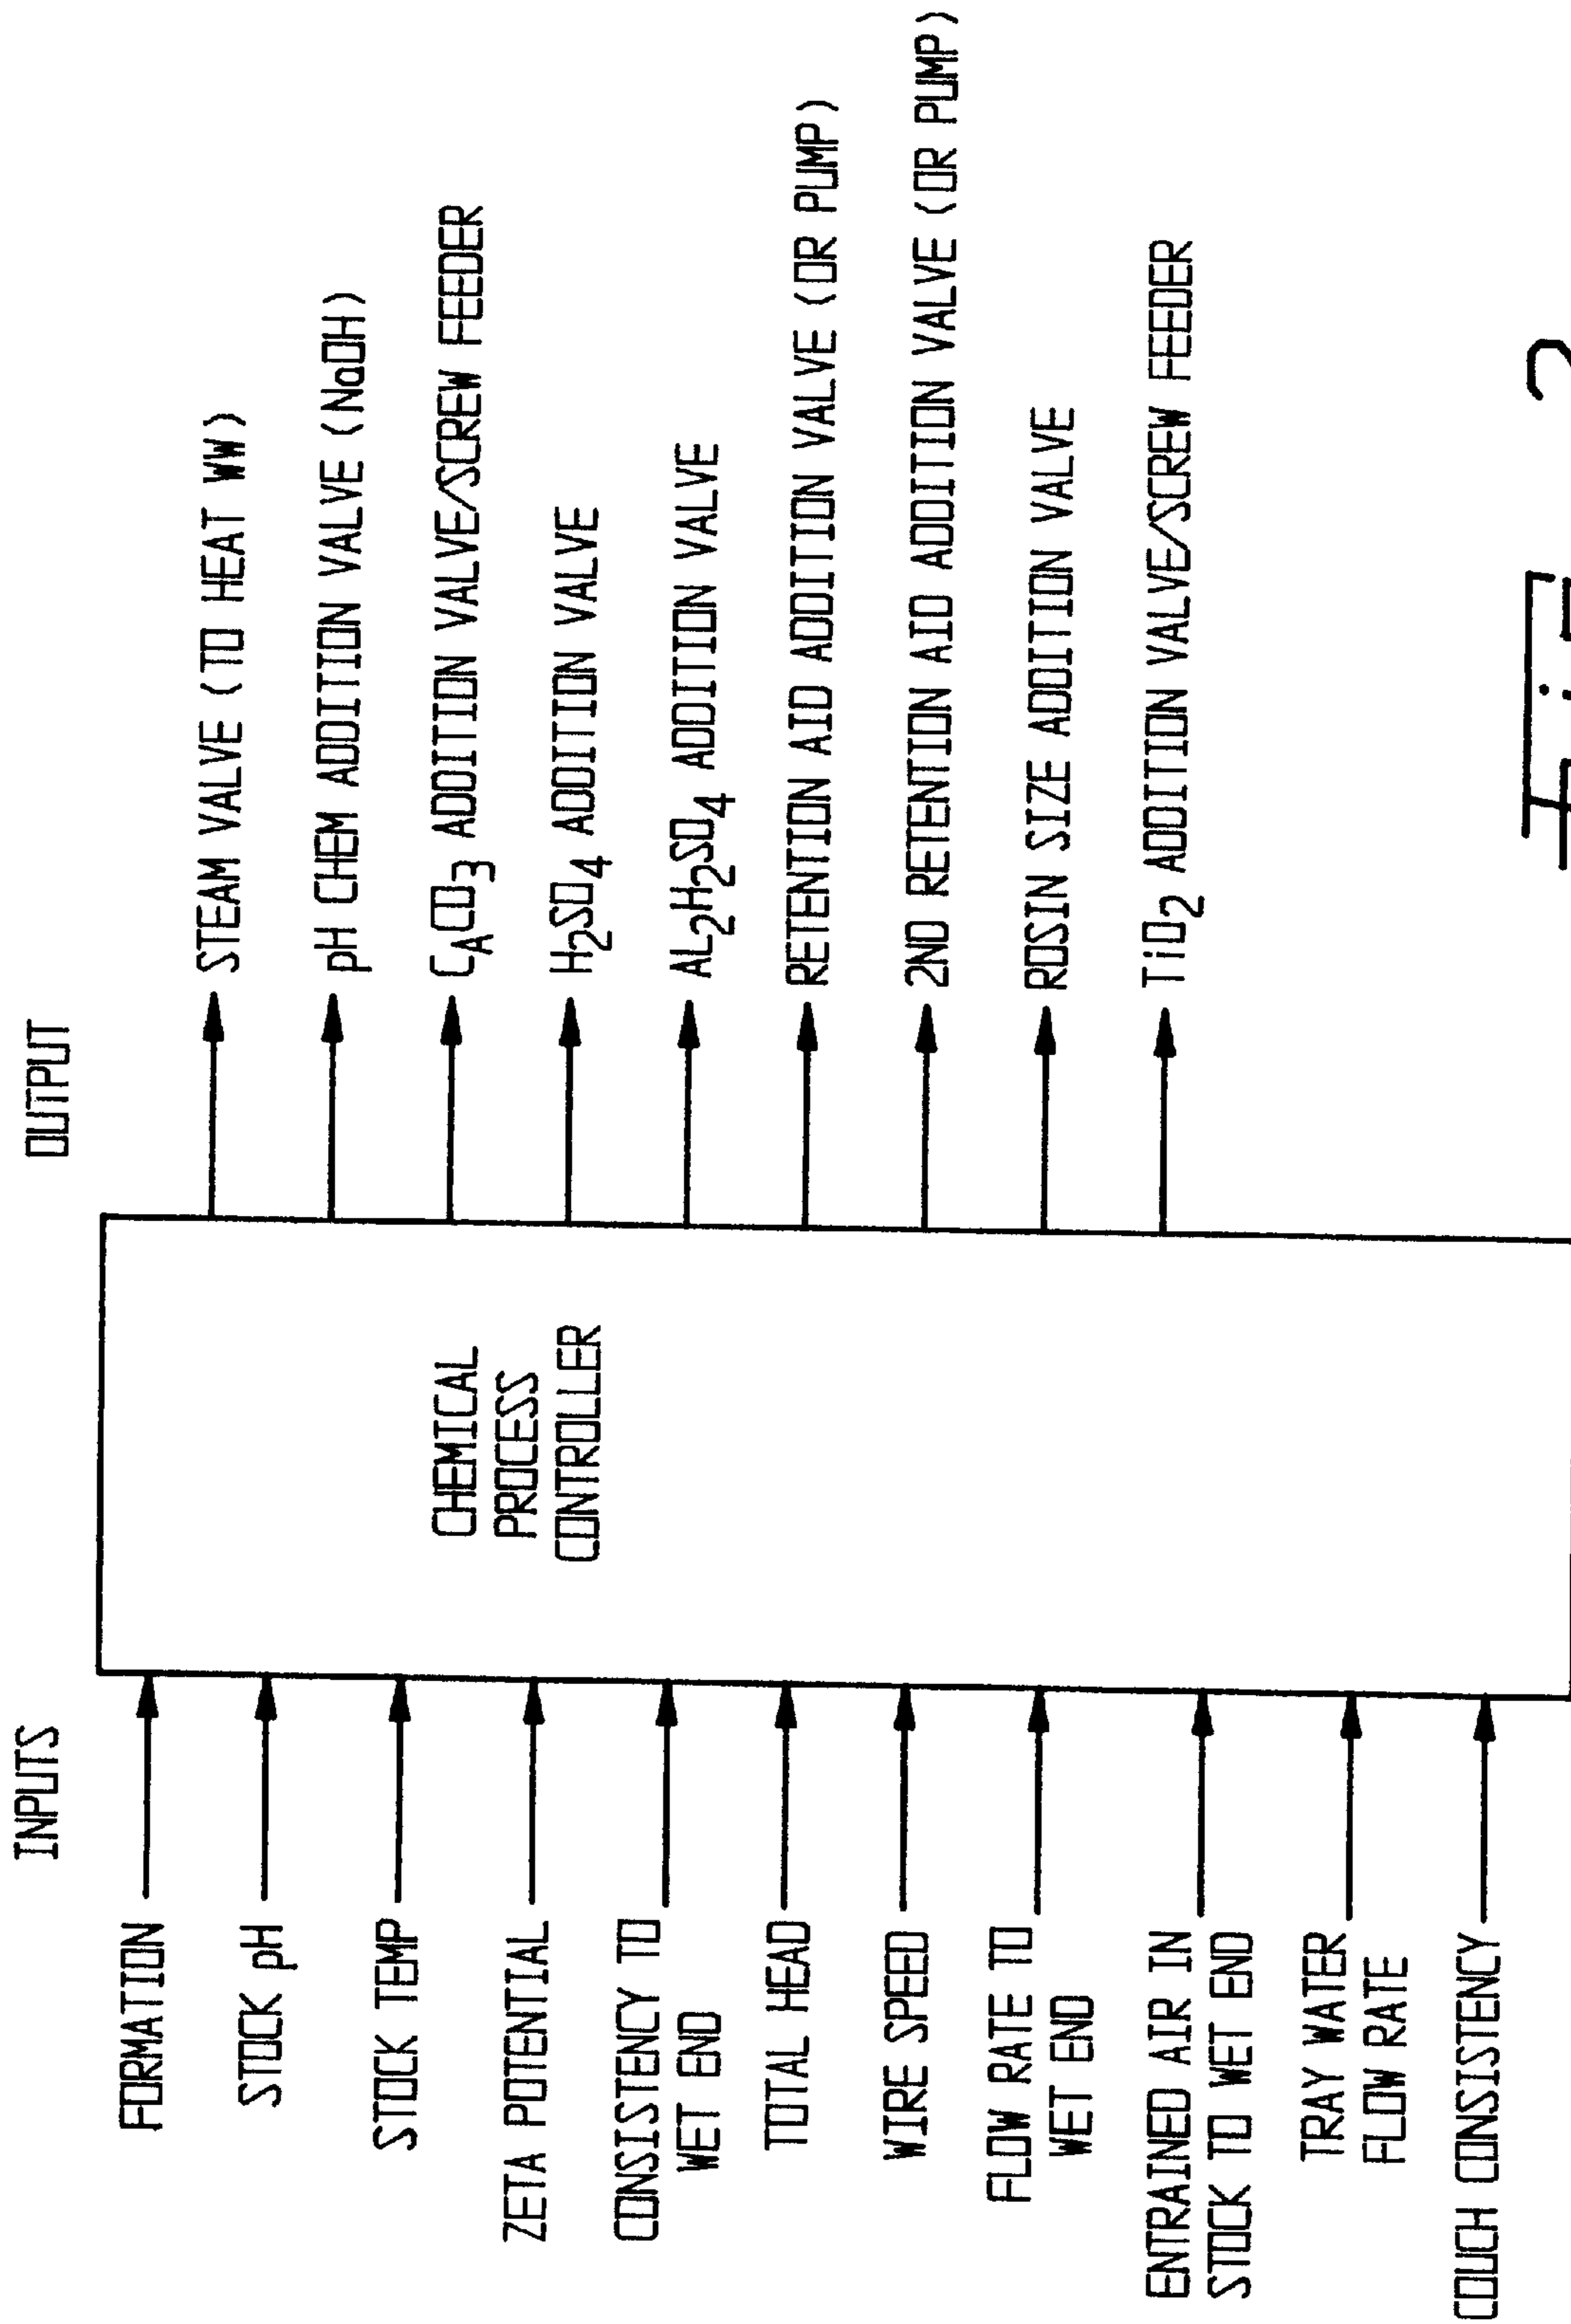 INPUTS
FORMATION
STOCK pH
STOCK TEMP
ZETA POTENTIAL
CONSISTENCY TO
WET END
TOTAL HEAD
WIRE SPEED
FLOW RATE TO
WET END
ENTRAINED AIR IN
STOCK TO WET END
TRAY WATER
FLOW RATE
COUCH CONSISTENCY
CHEMICAL
PROCESS
CONTROLLER
OUTPUT
STEAM VALVE (TO HEAT WW)
pH CHEM ADDITION VALVE (NaOH)
CACO3 ADDITION VALVE/SCREW FEEDER
H2SO4 ADDITION VALVE
AL2H2SO4 ADDITION VALVE
RETENTION AID ADDITION VALVE (OR PUMP)
2ND RETENTION AID ADDITION VALVE (OR PUMP)
ROSIN SIZE ADDITION VALVE
TiO2 ADDITION VALVE/SCREW FEEDER